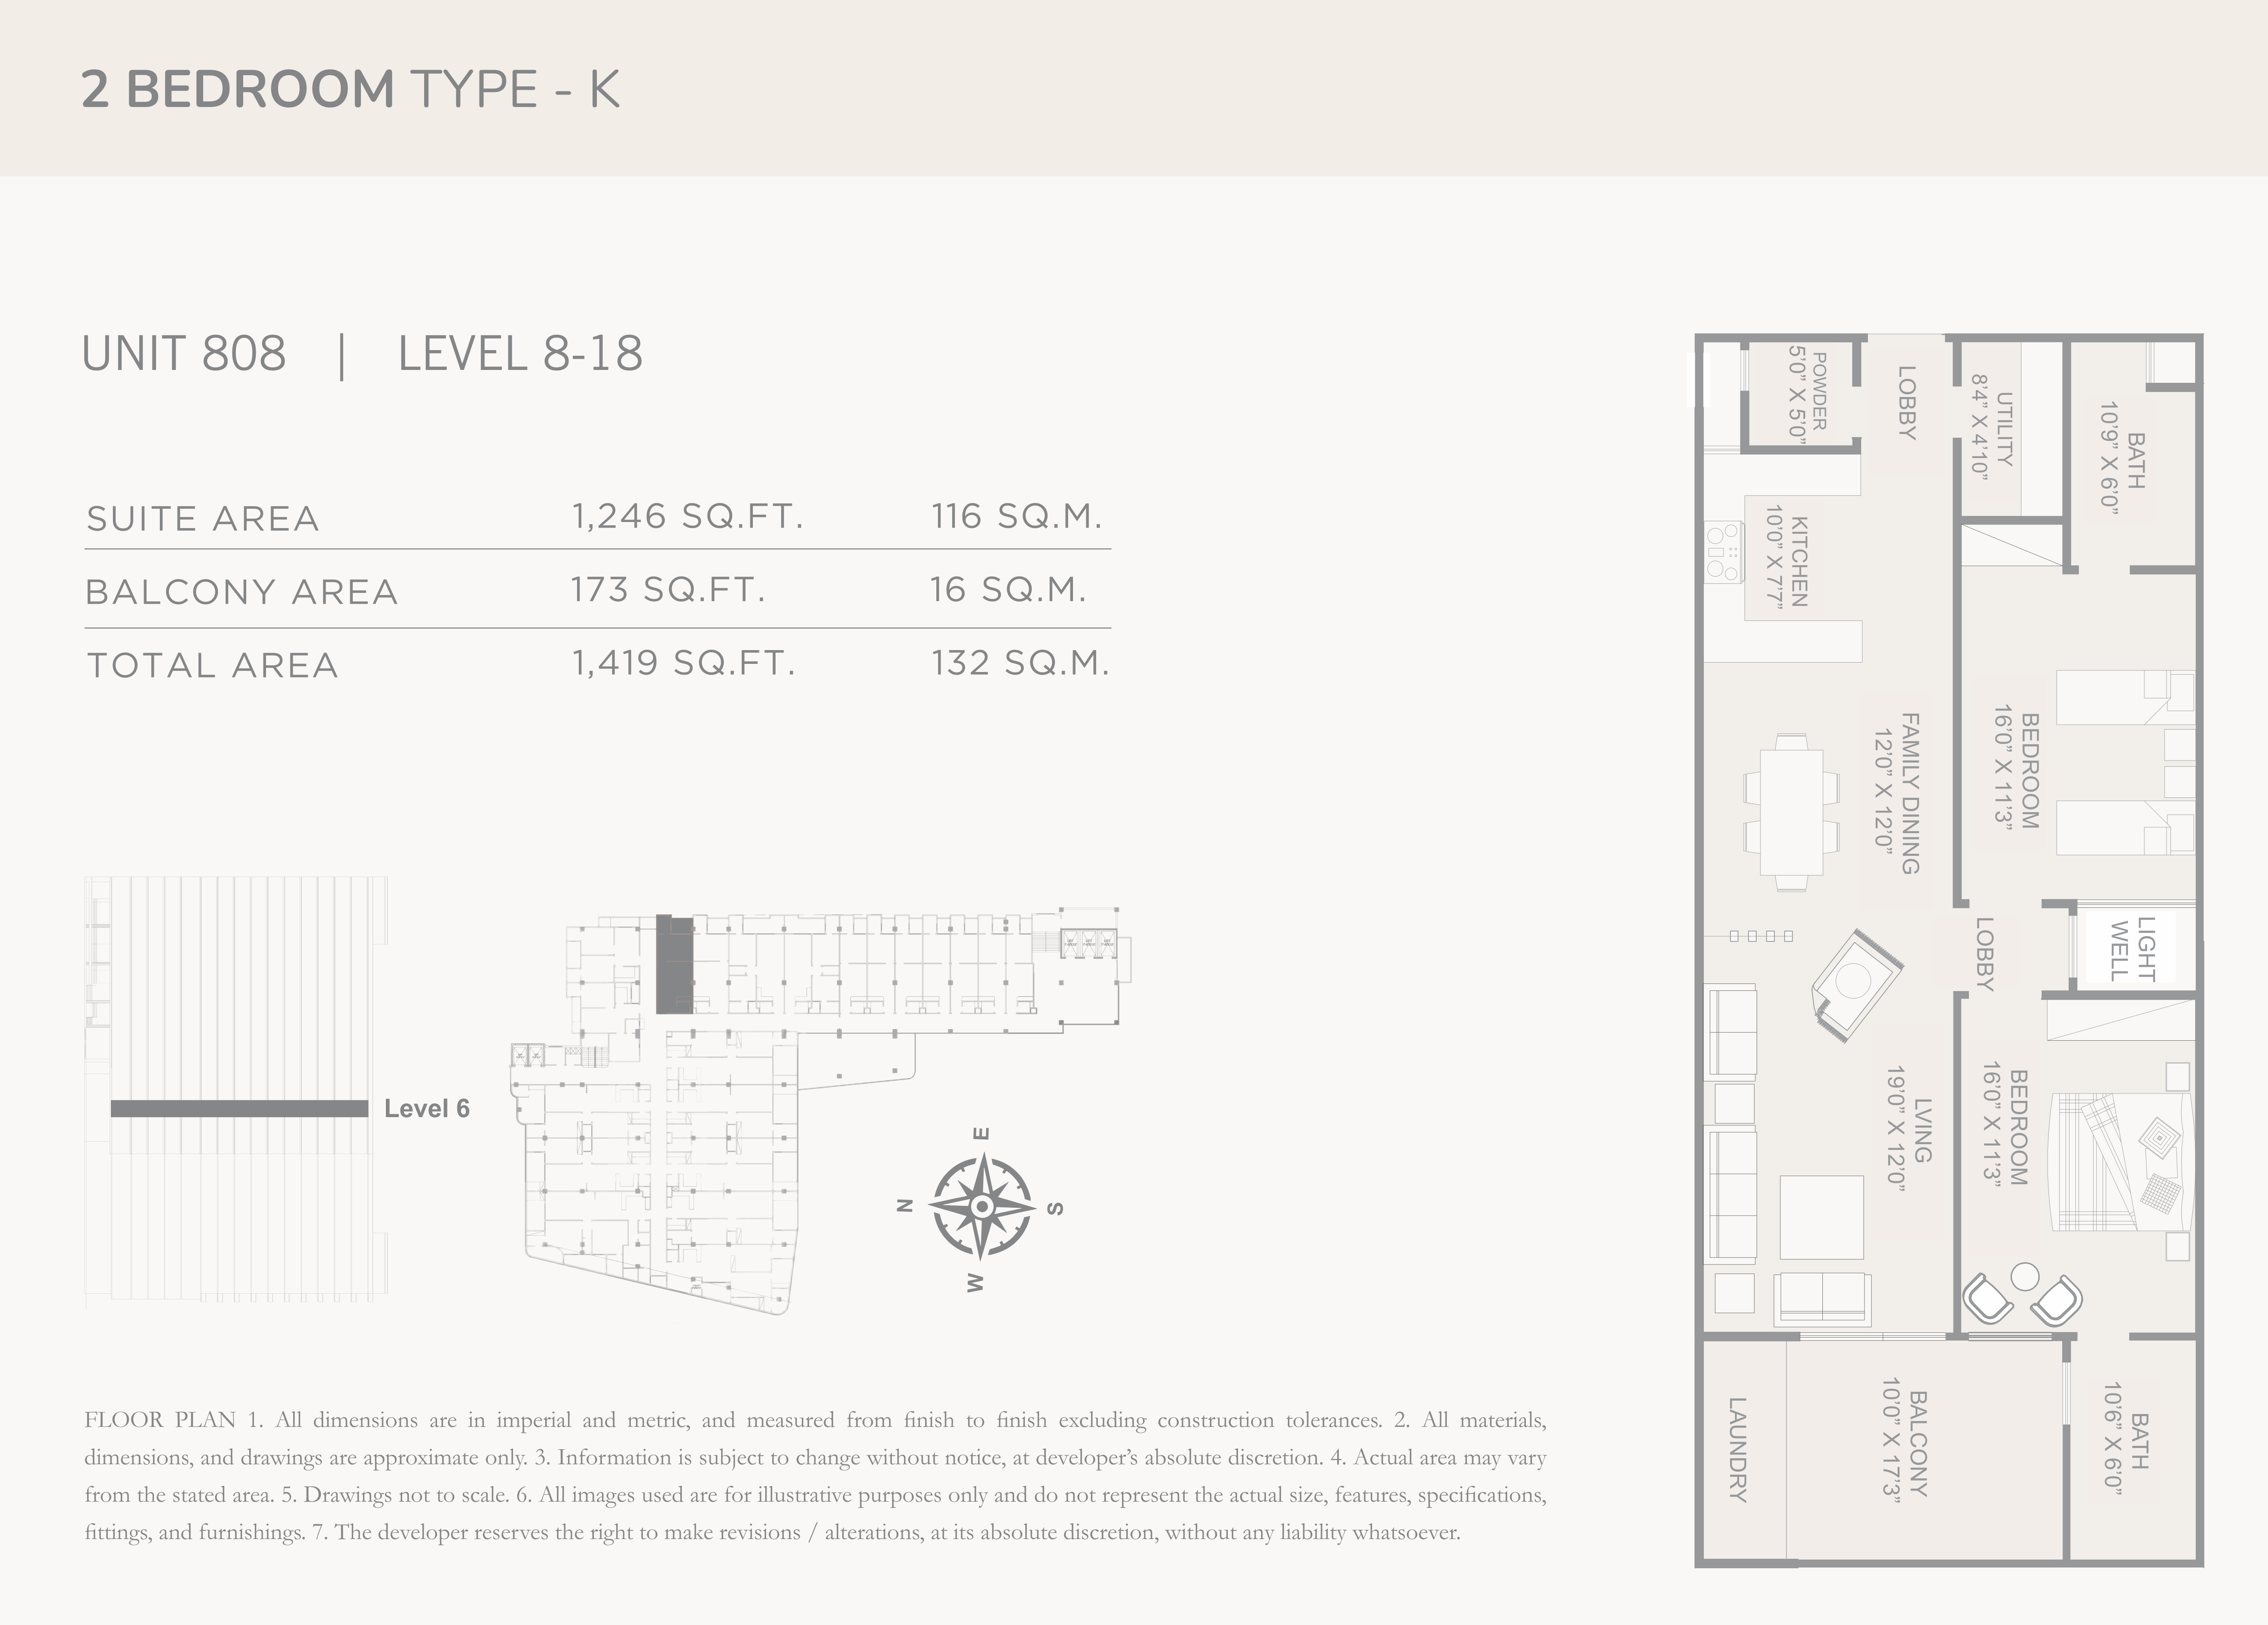 2 BEDROOM TYPE - K
UNIT 808 | LEVEL 8-18
SUITE AREA 1,246 SQ.FT. 116 SQ.M.
BALCONY AREA 173 SQ.FT. 16 SQ.M.
TOTAL AREA 1,419 SQ.FT. 132 SQ.M.
Level 6
E
N
S
W
FLOOR PLAN 1. All dimensions are in imperial and metric, and measured from finish to finish excluding construction tolerances. 2. All materials,
dimensions, and drawings are approximate only. 3. Information is subject to change without notice, at developer’s absolute discretion. 4. Actual area may vary
from the stated area. 5. Drawings not to scale. 6. All images used are for illustrative purposes only and do not represent the actual size, features, specifications,
fittings, and furnishings. 7. The developer reserves the right to make revisions / alterations, at its absolute discretion, without any liability whatsoever.
POWDER
5’0” X 5’0”
LOBBY
UTILITY
8’4” X 4’10”
BATH
10’9” X 6’0”
KITCHEN
10’0” X 7’7”
FAMILY DINING
12’0” X 12’0”
BEDROOM
16’0” X 11’3”
LOBBY
LIGHT
WELL
LVING
19’0” X 12’0”
BEDROOM
16’0” X 11’3”
LAUNDRY
BALCONY
10’0” X 17’3”
BATH
10’6” X 6’0”